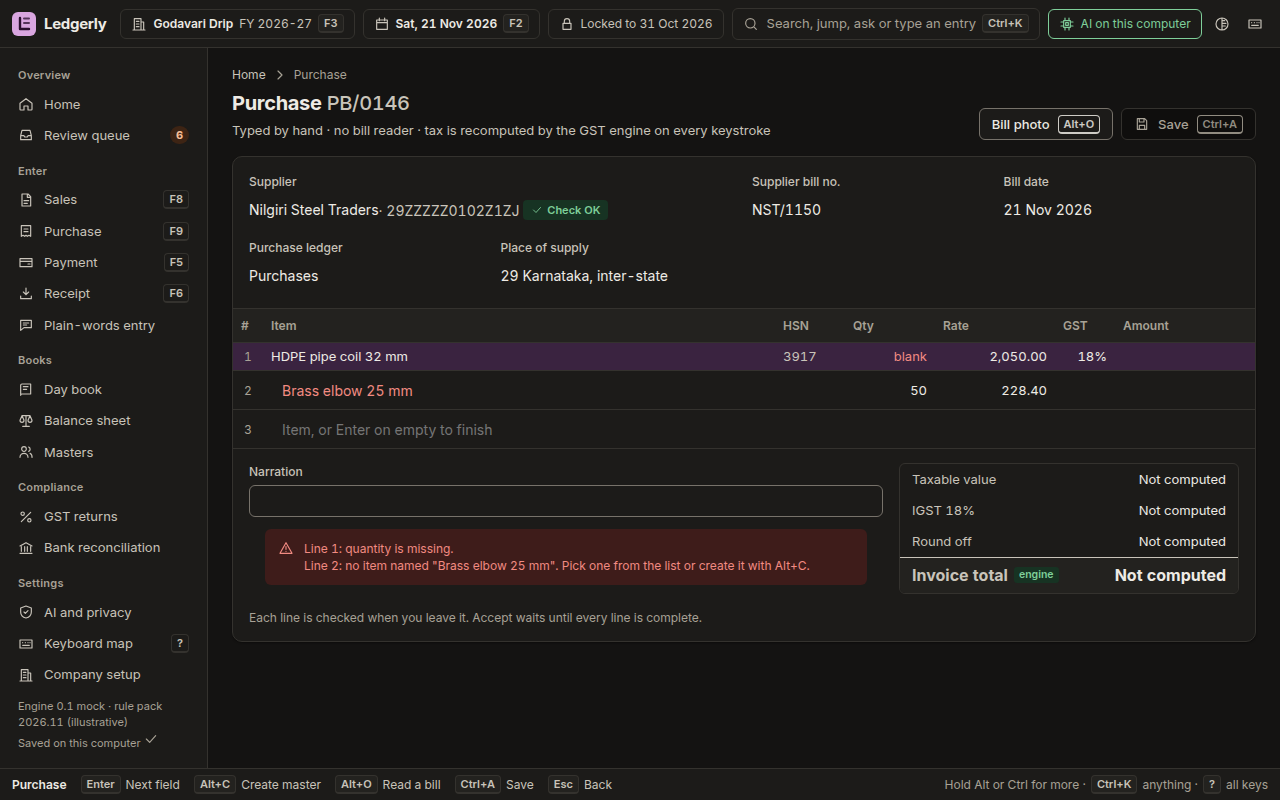 Ledgerly
Godavari Drip FY 2026-27 F3
Sat, 21 Nov 2026 F2
Locked to 31 Oct 2026
Search, jump, ask or type an entry Ctrl+K
AI on this computer
Overview
Home
Review queue 6
Enter
Sales F8
Purchase F9
Payment F5
Receipt F6
Plain-words entry
Books
Day book
Balance sheet
Masters
Compliance
GST returns
Bank reconciliation
Settings
AI and privacy
Keyboard map ?
Company setup
Engine 0.1 mock · rule pack
2026.11 (illustrative)
Saved on this computer
Home > Purchase
Purchase PB/0146
Typed by hand · no bill reader · tax is recomputed by the GST engine on every keystroke
Bill photo Alt+O
Save Ctrl+A
Supplier Supplier bill no. Bill date
Nilgiri Steel Traders· 29ZZZZZ0102Z1ZJ Check OK NST/1150 21 Nov 2026
Purchase ledger Place of supply
Purchases 29 Karnataka, inter-state
# Item HSN Qty Rate GST Amount
1 HDPE pipe coil 32 mm 3917 blank 2,050.00 18%
2 Brass elbow 25 mm 50 228.40
3 Item, or Enter on empty to finish
Narration
Line 1: quantity is missing.
Line 2: no item named "Brass elbow 25 mm". Pick one from the list or create it with Alt+C.
Each line is checked when you leave it. Accept waits until every line is complete.
Taxable value Not computed
IGST 18% Not computed
Round off Not computed
Invoice total engine Not computed
Purchase Enter Next field Alt+C Create master Alt+O Read a bill Ctrl+A Save Esc Back
Hold Alt or Ctrl for more · Ctrl+K anything · ? all keys